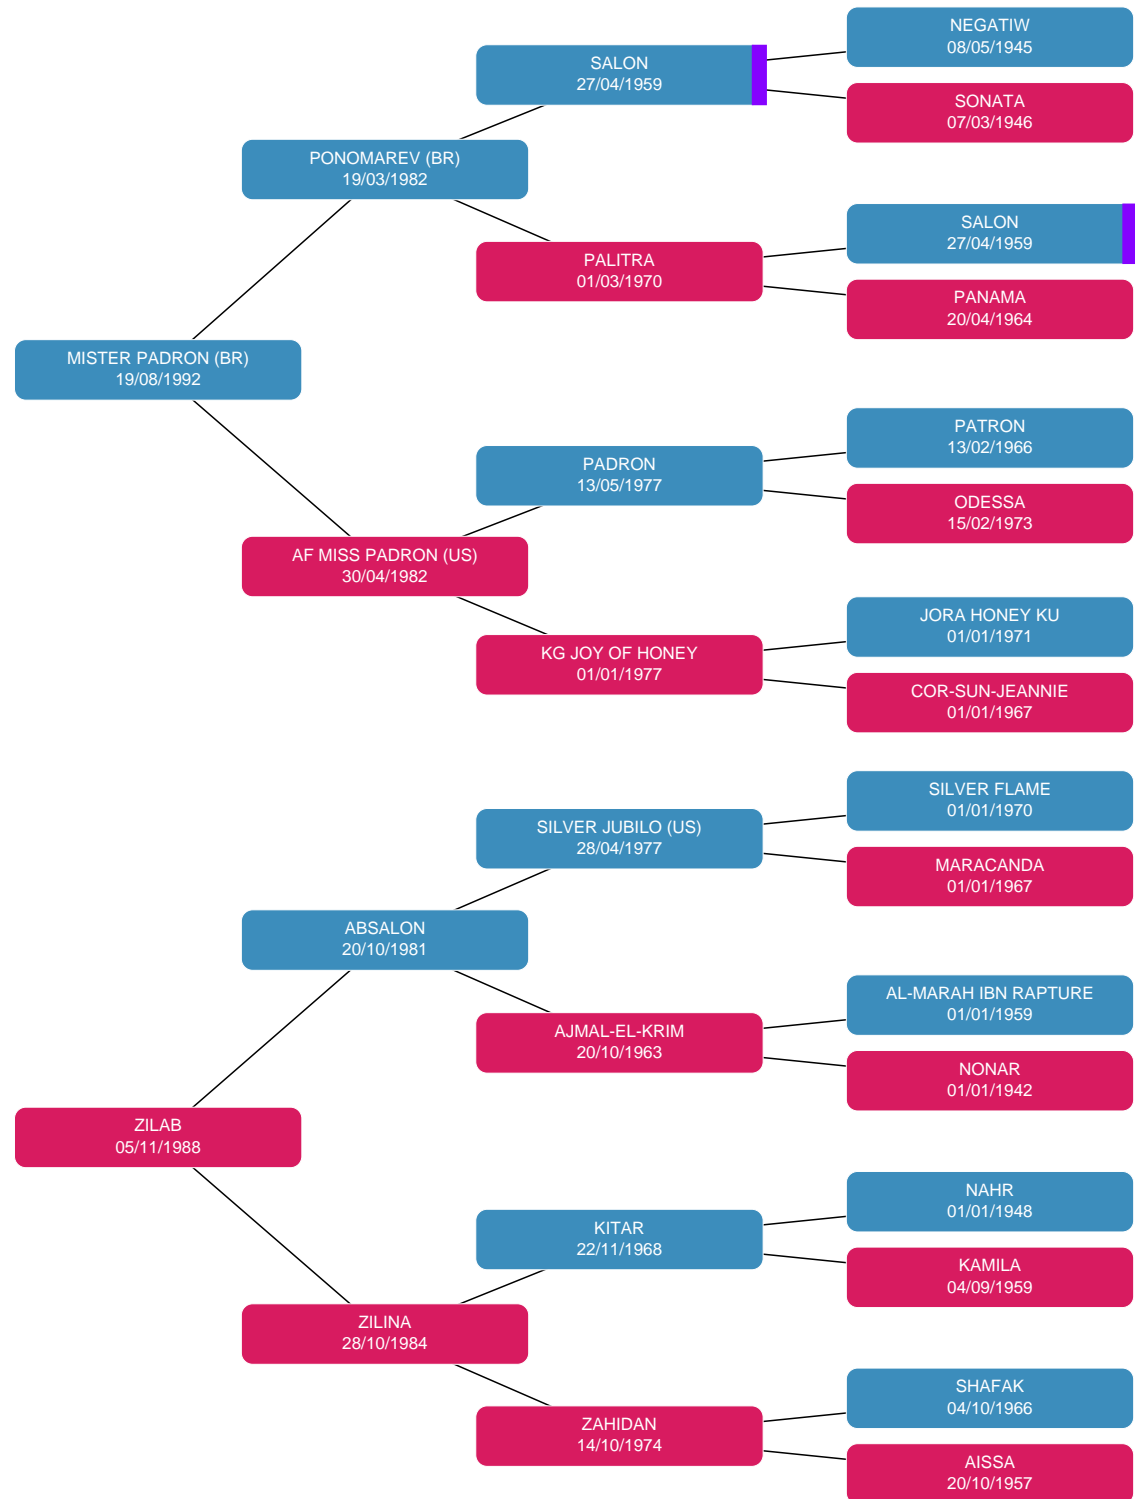 NEGATIW
08/05/1945
SALON
27/04/1959
SONATA
07/03/1946
PONOMAREV (BR)
19/03/1982
SALON
27/04/1959
PALITRA
01/03/1970
PANAMA
20/04/1964
MISTER PADRON (BR)
19/08/1992
PATRON
13/02/1966
PADRON
13/05/1977
ODESSA
15/02/1973
AF MISS PADRON (US)
30/04/1982
JORA HONEY KU
01/01/1971
KG JOY OF HONEY
01/01/1977
COR-SUN-JEANNIE
01/01/1967
SILVER FLAME
01/01/1970
SILVER JUBILO (US)
28/04/1977
MARACANDA
01/01/1967
ABSALON
20/10/1981
AL-MARAH IBN RAPTURE
01/01/1959
AJMAL-EL-KRIM
20/10/1963
NONAR
01/01/1942
ZILAB
05/11/1988
NAHR
01/01/1948
KITAR
22/11/1968
KAMILA
04/09/1959
ZILINA
28/10/1984
SHAFAK
04/10/1966
ZAHIDAN
14/10/1974
AISSA
20/10/1957